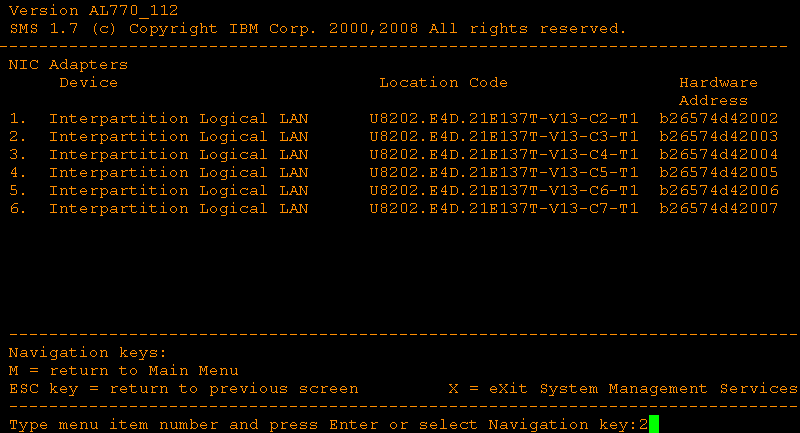 Version AL770_112
SMS 1.7 (c) Copyright IBM Corp. 2000,2008 All rights reserved.
-------------------------------------------------------------------------------
NIC Adapters
Device Location Code Hardware
Address
1. Interpartition Logical LAN U8202.E4D.21E137T-V13-C2-T1 b26574d42002
2. Interpartition Logical LAN U8202.E4D.21E137T-V13-C3-T1 b26574d42003
3. Interpartition Logical LAN U8202.E4D.21E137T-V13-C4-T1 b26574d42004
4. Interpartition Logical LAN U8202.E4D.21E137T-V13-C5-T1 b26574d42005
5. Interpartition Logical LAN U8202.E4D.21E137T-V13-C6-T1 b26574d42006
6. Interpartition Logical LAN U8202.E4D.21E137T-V13-C7-T1 b26574d42007
-------------------------------------------------------------------------------
Navigation keys:
M = return to Main Menu
ESC key = return to previous screen X = eXit System Management Services
-------------------------------------------------------------------------------
Type menu item number and press Enter or select Navigation key:2